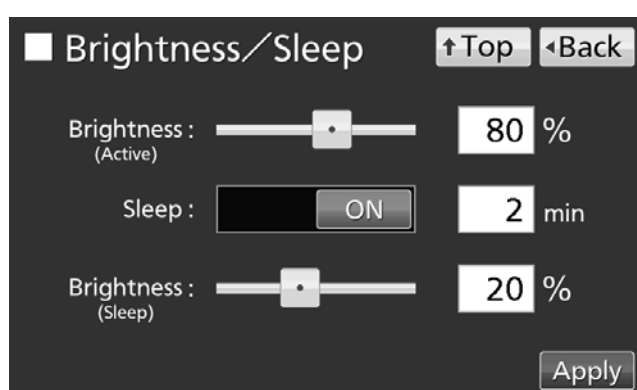 Brightness／Sleep ↑Top ◂Back
Brightness : 80 %
(Active)
Sleep : ON 2 min
Brightness : 20 %
(Sleep)
Apply